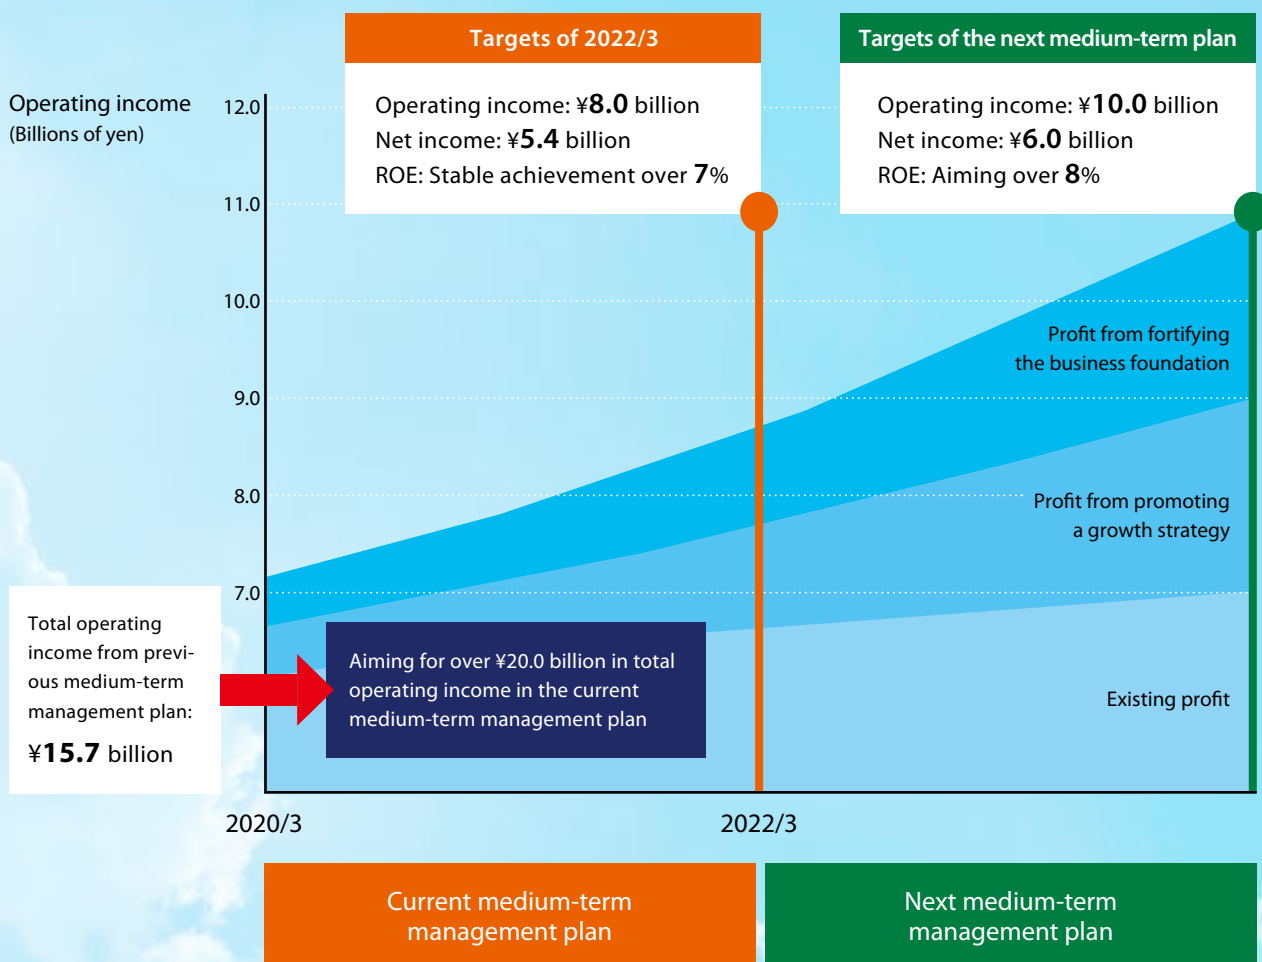 Targets of 2022/3
Operating income: ¥8.0 billion
Net income: ¥5.4 billion
ROE: Stable achievement over 7%
Targets of the next medium-term plan
Operating income: ¥10.0 billion
Net income: ¥6.0 billion
ROE: Aiming over 8%
Operating income
(Billions of yen)
12.0
11.0
10.0
9.0
8.0
7.0
Profit from fortifying
the business foundation
Profit from promoting
a growth strategy
Existing profit
Total operating
income from previ-
ous medium-term
management plan:
¥15.7 billion
Aiming for over ¥20.0 billion in total
operating income in the current
medium-term management plan
2020/3
2022/3
Current medium-term
management plan
Next medium-term
management plan